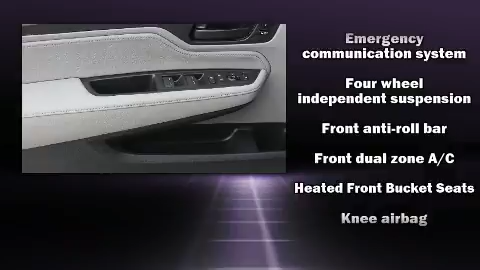 Emergency
communication system
Four wheel
independent suspension
Front anti-roll bar
Front dual zone A/C
Heated Front Bucket Seats
Knee airbag